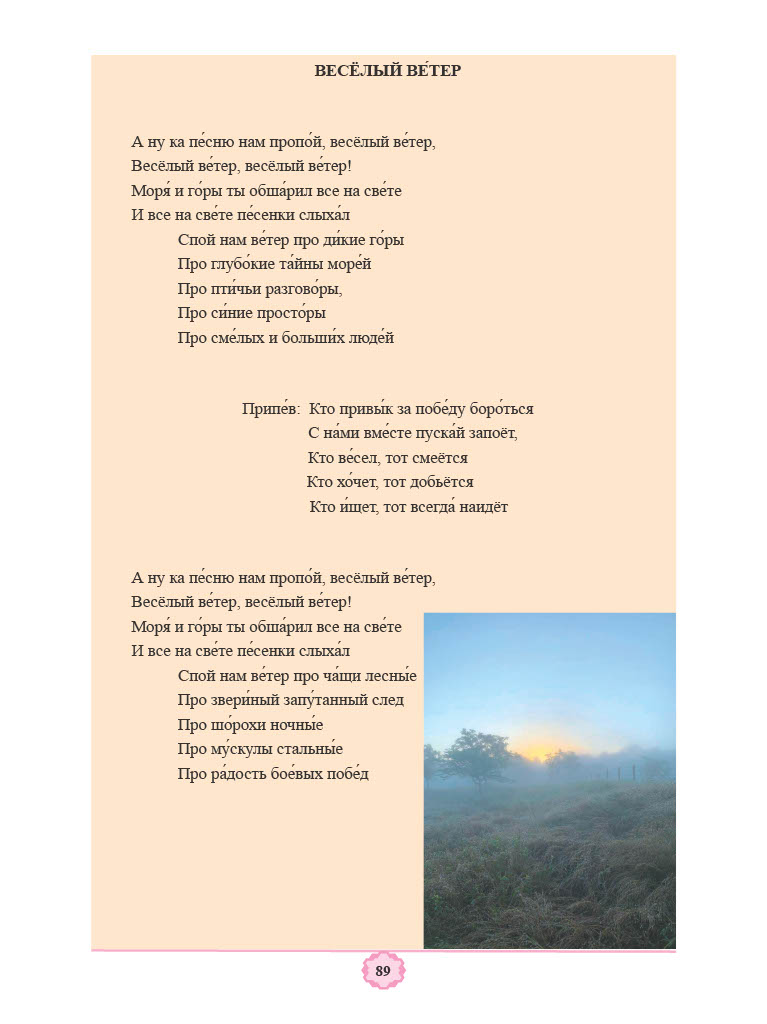 ВЕСЁЛЫЙ ВЕ́ТЕР
А ну ка пе́сню нам пропо́й, весёлый ве́тер,
Весёлый ве́тер, весёлый ве́тер!
Моря́ и го́ры ты обша́рил все на све́те
И все на све́те пе́сенки слыха́л
Спой нам ве́тер про ди́кие го́ры
Про глубо́кие та́йны море́й
Про пти́чьи разгово́ры,
Про си́ние просто́ры
Про сме́лых и больши́х люде́й
Припе́в: Кто привы́к за побе́ду боро́ться
С на́ми вме́сте пуска́й запоёт,
Кто ве́сел, тот смеётся
Кто хо́чет, тот добьётся
Кто и́щет, тот всегда́ найдёт
А ну ка пе́сню нам пропо́й, весёлый ве́тер,
Весёлый ве́тер, весёлый ве́тер!
Моря́ и го́ры ты обша́рил все на све́те
И все на све́те пе́сенки слыха́л
Спой нам ве́тер про ча́щи лесны́е
Про звери́ный запу́танный след
Про шо́рохи ночны́е
Про му́скулы стальны́е
Про ра́дость бое́вых побе́д
89